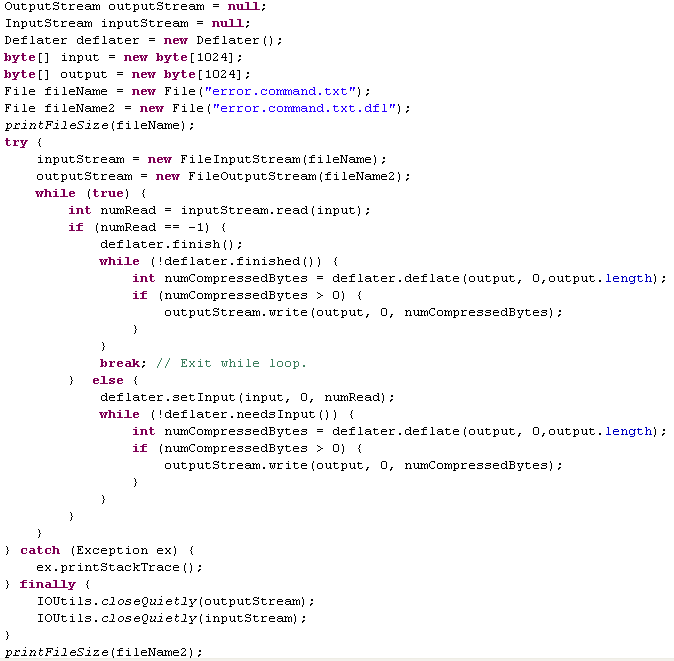 OutputStream outputStream = null;
InputStream inputStream = null;
Deflater deflater = new Deflater();
byte[] input = new byte[1024];
byte[] output = new byte[1024];
File fileName = new File("error.command.txt");
File fileName2 = new File("error.command.txt.dfl");
printFileSize(fileName);
try {
    inputStream = new FileInputStream(fileName);
    outputStream = new FileOutputStream(fileName2);
    while (true) {
        int numRead = inputStream.read(input);
        if (numRead == -1) {
            deflater.finish();
            while (!deflater.finished()) {
                int numCompressedBytes = deflater.deflate(output, 0,output.length);
                if (numCompressedBytes > 0) {
                    outputStream.write(output, 0, numCompressedBytes);
                }
            }
            break; // Exit while loop.
        }  else {
            deflater.setInput(input, 0, numRead);
            while (!deflater.needsInput()) {
                int numCompressedBytes = deflater.deflate(output, 0,output.length);
                if (numCompressedBytes > 0) {
                    outputStream.write(output, 0, numCompressedBytes);
                }
            }
        }
    }
} catch (Exception ex) {
    ex.printStackTrace();
} finally {
    IOUtils.closeQuietly(outputStream);
    IOUtils.closeQuietly(inputStream);
}
printFileSize(fileName2);